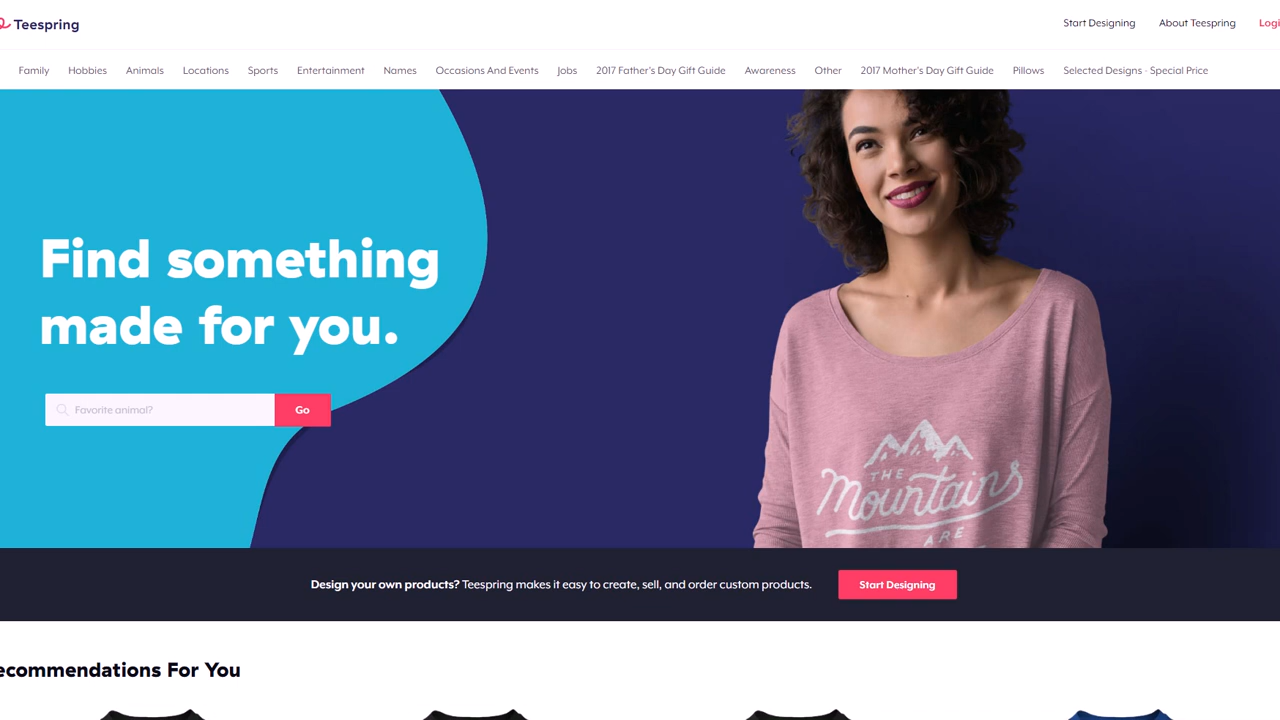 Teespring
Start Designing
About Teespring
Family
Hobbies
Animals
Locations
Sports
Entertainment
Names
Occasions And Events
Jobs
2017 Father's Day Gift Guide
Awareness
Other
2017 Mother's Day Gift Guide
Pillows
Selected Designs - Special Price
Find something
made for you.
Favorite animal?
Go
THE
Mountains
ARE
Design your own products? Teespring makes it easy to create, sell, and order custom products.
Start Designing
ecommendations For You